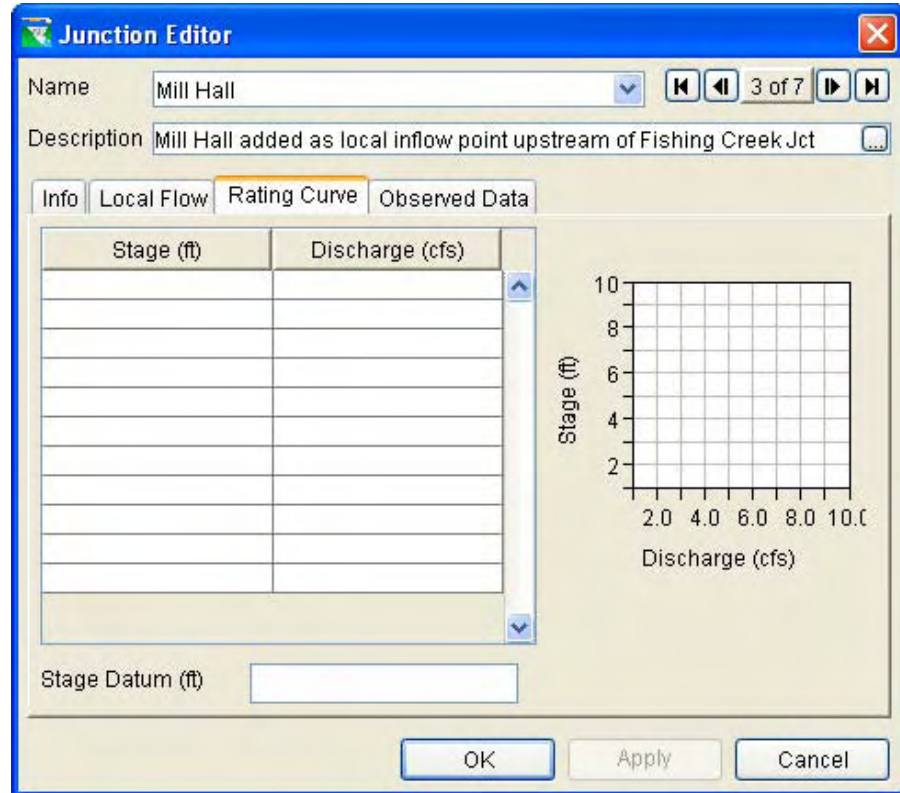 Junction Editor
Name Mill Hall 3 of 7
Description Mill Hall added as local inflow point upstream of Fishing Creek Jct ...
Info Local Flow Rating Curve Observed Data
Stage (ft) Discharge (cfs)
10
8
6
4
2
Stage (ft)
2.0 4.0 6.0 8.0 10.0
Discharge (cfs)
Stage Datum (ft)
OK Apply Cancel